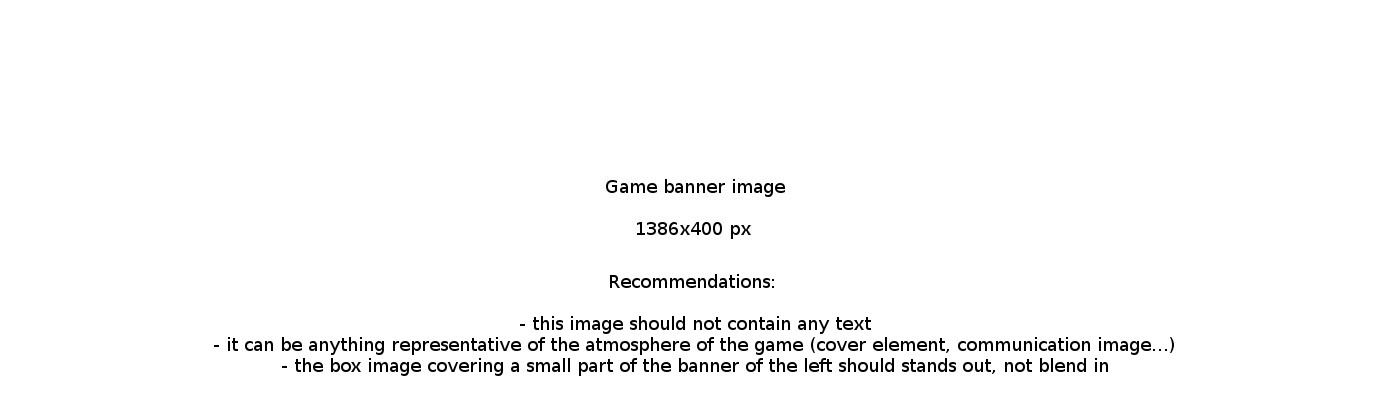 Game banner image
1386x400 px
Recommendations:
- this image should not contain any text
- it can be anything representative of the atmosphere of the game (cover element, communication image...)
- the box image covering a small part of the banner of the left should stands out, not blend in